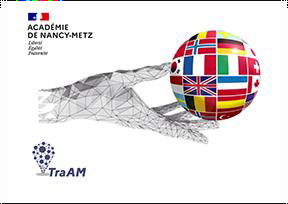 ACADÉMIE
DE NANCY-METZ
Liberté
Égalité
Fraternité
TraAM